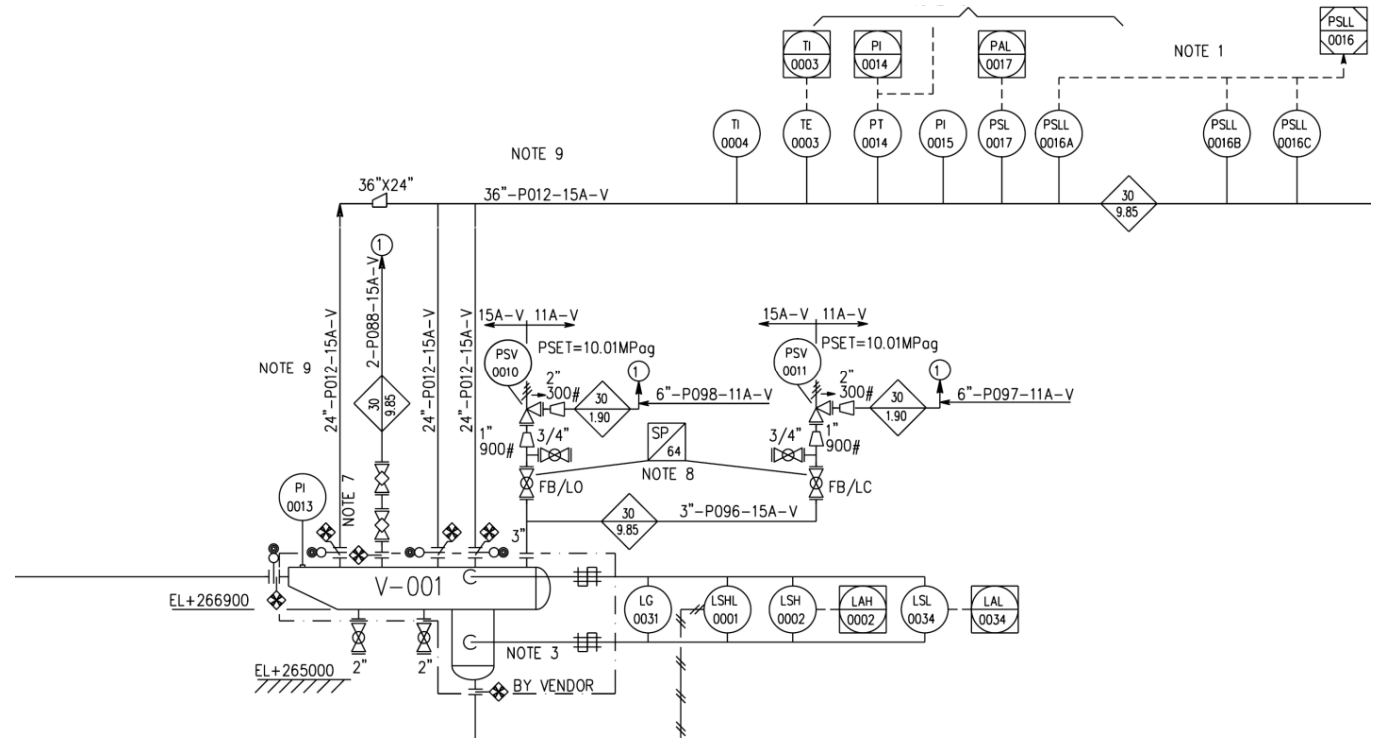 PSLL
0016
TI
0003
PI
0014
PAL
0017
NOTE 1
TI
0004
TE
0003
PT
0014
PI
0015
PSL
0017
PSLL
0016A
PSLL
0016B
PSLL
0016C
NOTE 9
36"X24"
36"-P012-15A-V
30
9.85
1
24"-P012-15A-V
2-P088-15A-V
24"-P012-15A-V
24"-P012-15A-V
NOTE 9
30
9.85
NOTE 7
15A-V
11A-V
PSV
0010
PSET=10.01MPag
2"
300#
30
1.90
1
6"-P098-11A-V
1"
900#
3/4"
FB/LO
SP
64
NOTE 8
15A-V
11A-V
PSV
0011
PSET=10.01MPag
2"
300#
30
1.90
1
6"-P097-11A-V
3/4"
1"
900#
FB/LC
30
9.85
3"-P096-15A-V
3"
PI
0013
V-001
EL+266900
EL+265000
2"
2"
NOTE 3
BY VENDOR
LG
0031
LSHL
0001
LSH
0002
LAH
0002
LSL
0034
LAL
0034